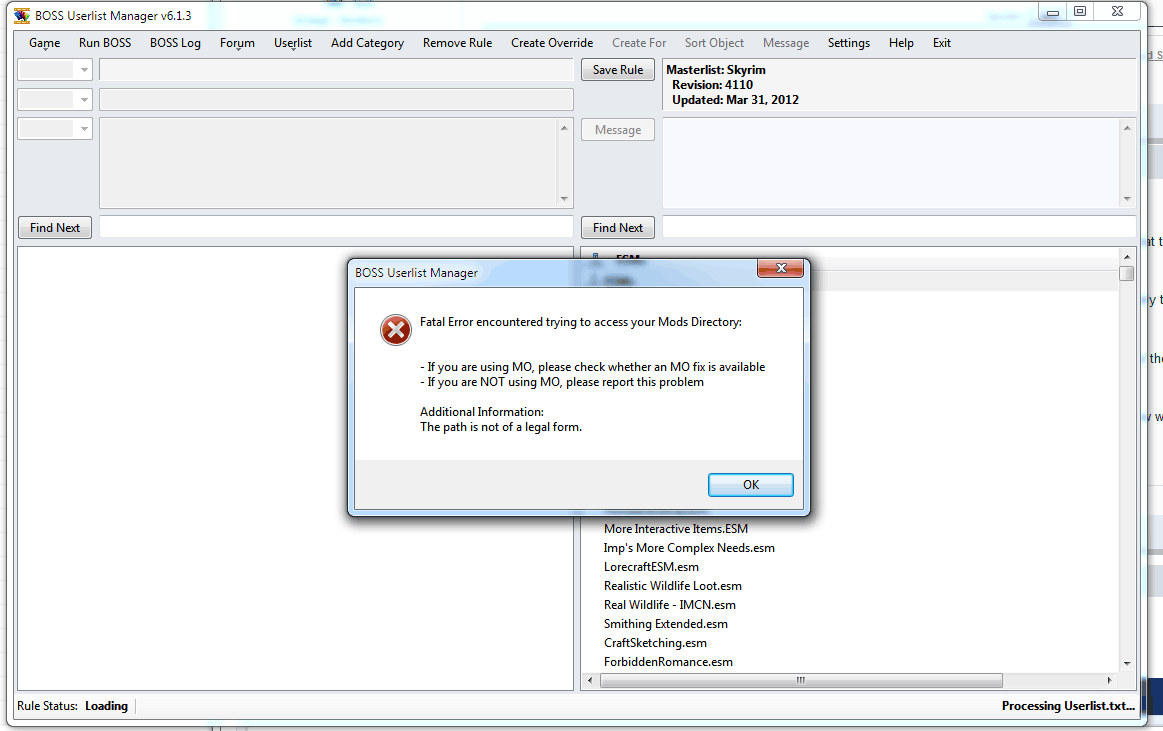 BOSS Userlist Manager v6.1.3
Game Run BOSS BOSS Log Forum Userlist Add Category Remove Rule Create Override Create For Sort Object Message Settings Help Exit
Save Rule
Masterlist: Skyrim
Revision: 4110
Updated: Mar 31, 2012
Message
Find Next
Find Next
ESM
BOSS Userlist Manager
Fatal Error encountered trying to access your Mods Directory:
- If you are using MO, please check whether an MO fix is available
- If you are NOT using MO, please report this problem
Additional Information:
The path is not of a legal form.
OK
More Interactive Items.ESM
Imp's More Complex Needs.esm
LorecraftESM.esm
Realistic Wildlife Loot.esm
Real Wildlife - IMCN.esm
Smithing Extended.esm
CraftSketching.esm
ForbiddenRomance.esm
Rule Status: Loading
Processing Userlist.txt...